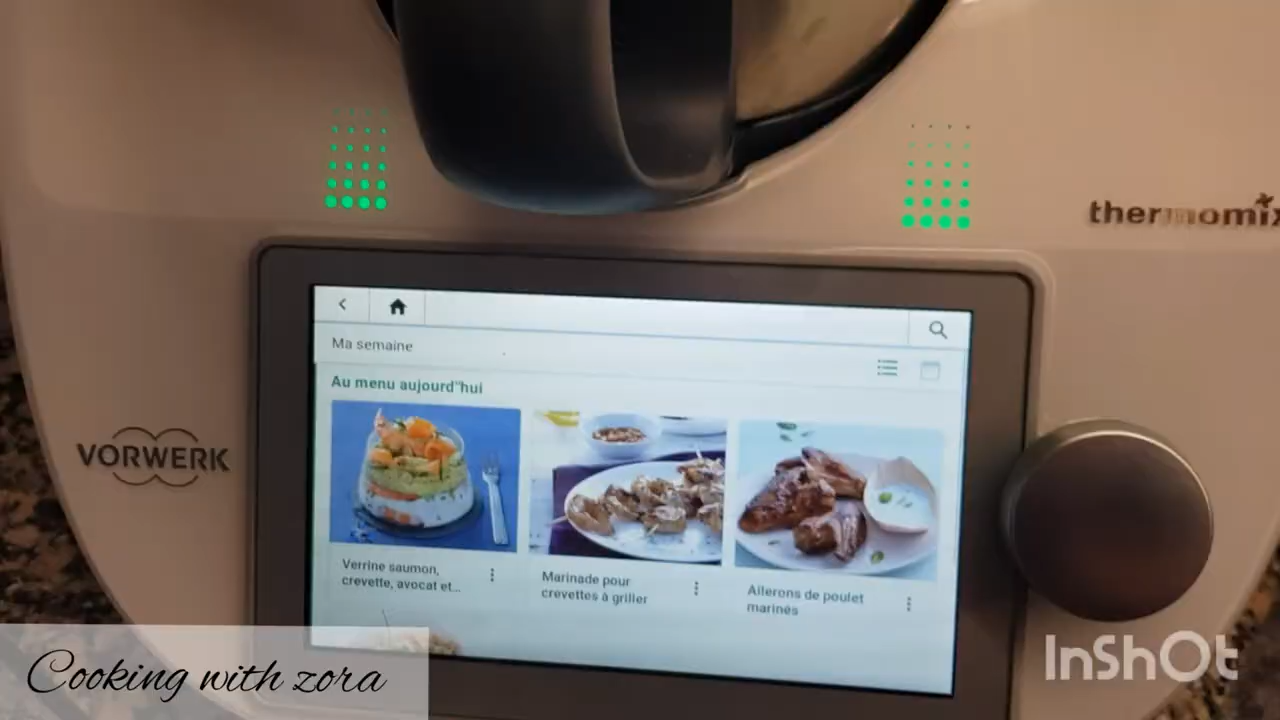 thermomix
Ma semaine
Au menu aujourd"hui
VORWERK
Verrine saumon,
crevette, avocat et...
Marinade pour
crevettes à griller
Ailerons de poulet
marinés
Cooking with zora
InShOt